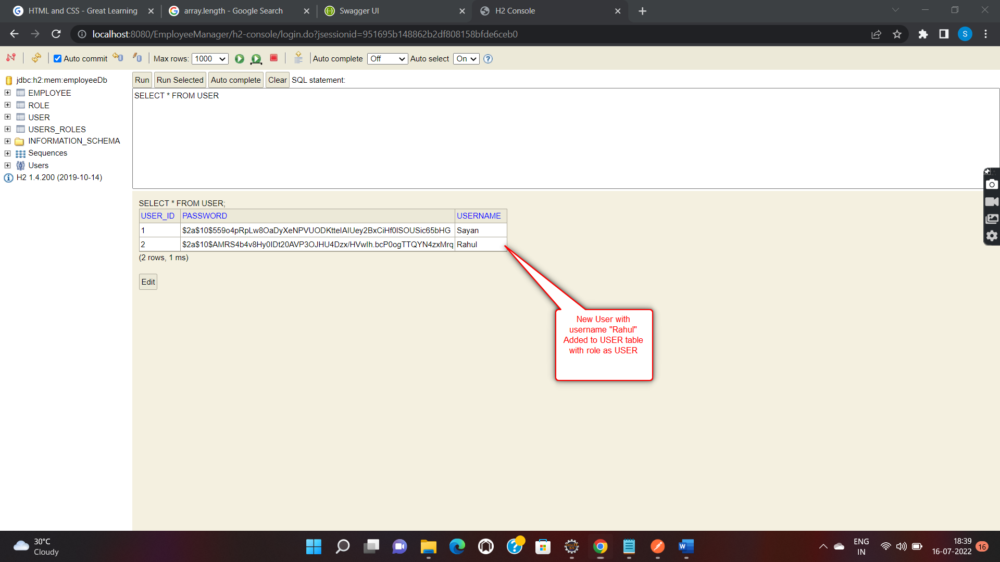 HTML and CSS - Great Learning
array.length - Google Search
Swagger UI
H2 Console
localhost:8080/EmployeeManager/h2-console/login.do?jsessionid=951695b148862b2df808158bfde6ceb0
S
Auto commit
Max rows: 1000
Auto complete Off
Auto select On
jdbc:h2:mem:employeeDb
EMPLOYEE
ROLE
USER
USERS_ROLES
INFORMATION_SCHEMA
Sequences
Users
H2 1.4.200 (2019-10-14)
Run Run Selected Auto complete Clear SQL statement:
SELECT * FROM USER
SELECT * FROM USER;
USER_ID PASSWORD USERNAME
1 $2a$10$559o4pRpLw8OaDyXeNPVUODKtteIAIUey2BxCiHf0lSOUSic65bHG Sayan
2 $2a$10$AMRS4b4v8Hy0IDt20AVP3OJHU4Dzx/HVwIh.bcP0ogTTQYN4zxMrq Rahul
(2 rows, 1 ms)
Edit
New User with
username "Rahul"
Added to USER table
with role as USER
30°C
Cloudy
ENG
IN
18:39
16-07-2022
16